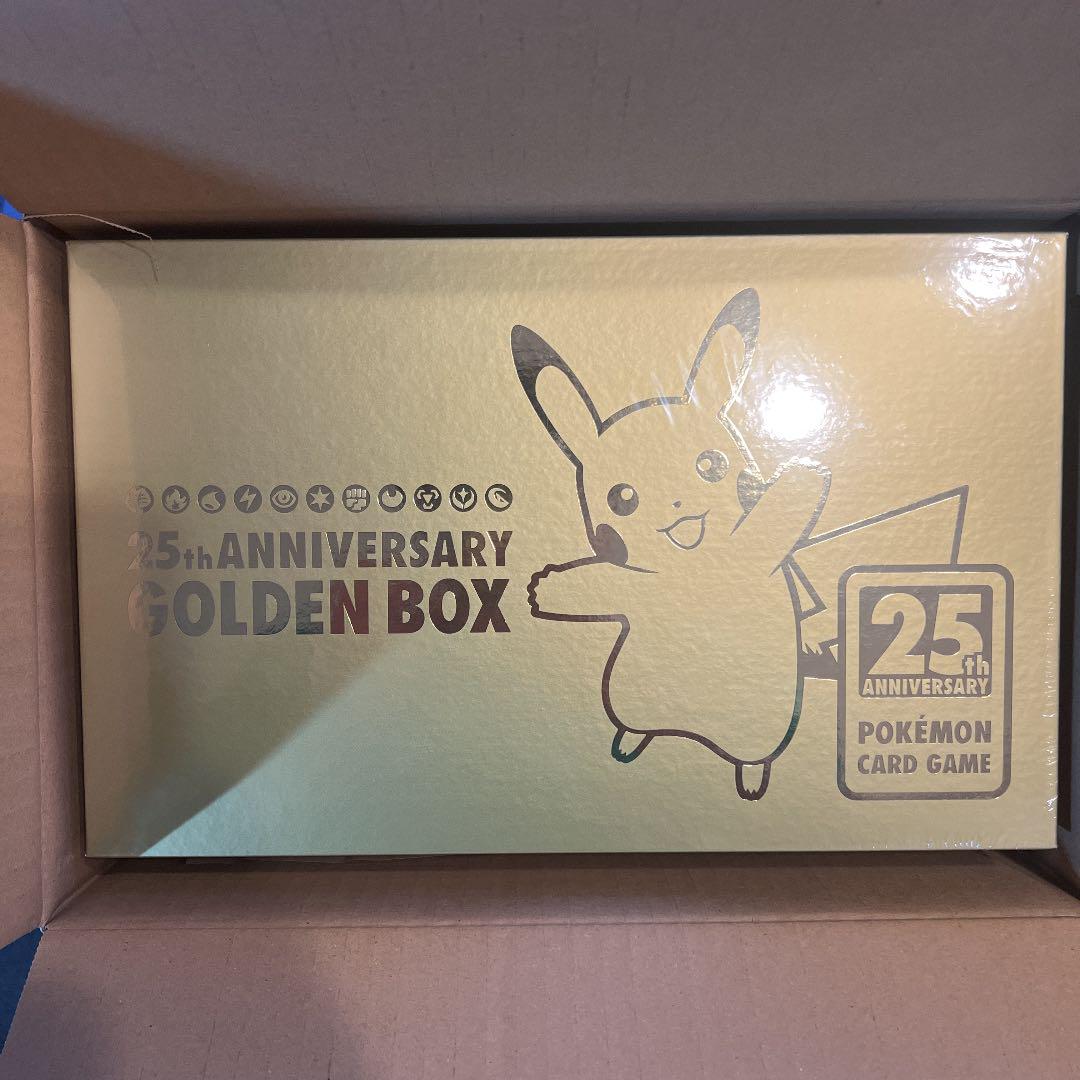 25th ANNIVERSARY
GOLDEN BOX
25th
ANNIVERSARY
POKÉMON
CARD GAME